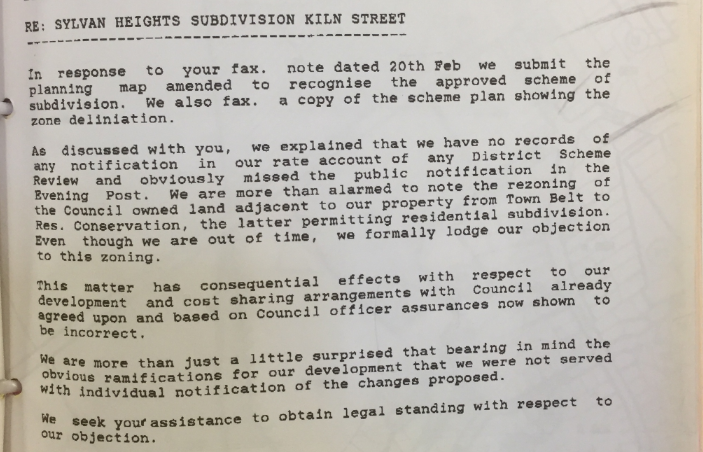 RE: SYLVAN HEIGHTS SUBDIVISION KILN STREET
In response to your fax. note dated 20th Feb we submit the
planning map amended to recognise the approved scheme of
subdivision. We also fax. a copy of the scheme plan showing the
zone deliniation.
As discussed with you, we explained that we have no records of
any notification in our rate account of any District Scheme
Review and obviously missed the public notification in the
Evening Post. We are more than alarmed to note the rezoning of
the Council owned land adjacent to our property from Town Belt to
Res. Conservation, the latter permitting residential subdivision.
Even though we are out of time, we formally lodge our objection
to this zoning.
This matter has consequential effects with respect to our
development and cost sharing arrangements with Council already
agreed upon and based on Council officer assurances now shown to
be incorrect.
We are more than just a little surprised that bearing in mind the
obvious ramifications for our development that we were not served
with individual notification of the changes proposed.
We seek your assistance to obtain legal standing with respect to
our objection.